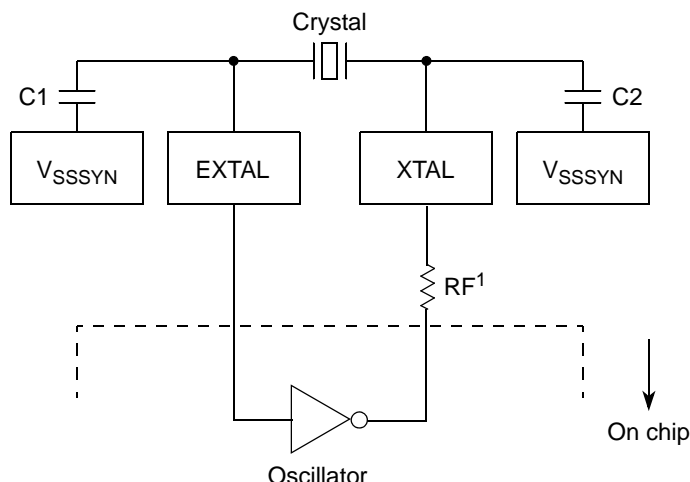 Crystal
C1
C2
VSSSYN
EXTAL
XTAL
VSSSYN
RF1
On chip
Oscillator